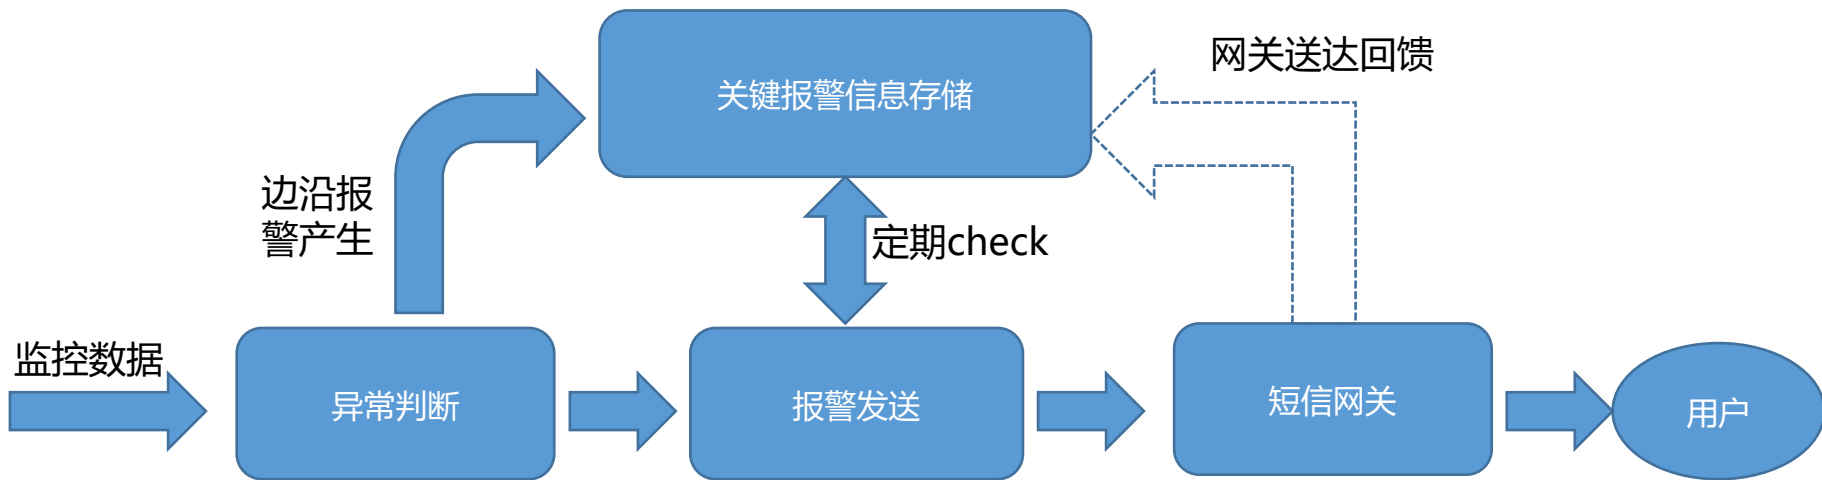 关键报警信息存储
网关送达回馈
边沿报
警产生
定期check
监控数据
异常判断
报警发送
短信网关
用户